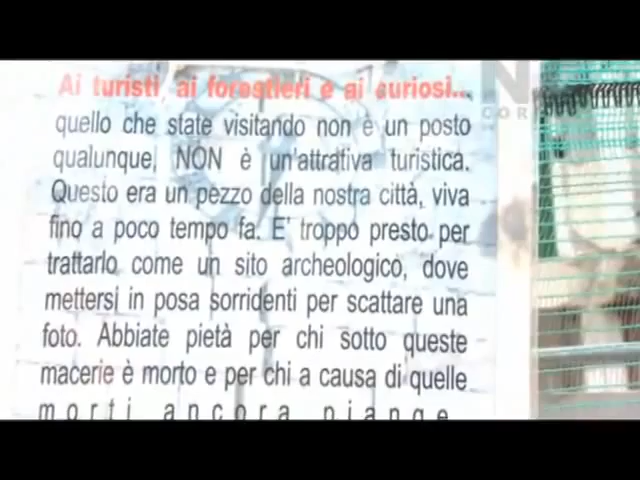 Ai turisti, ai forestieri e ai curiosi...
quello che state visitando non è un posto
qualunque, NON è un'attrativa turistica.
Questo era un pezzo della nostra città, viva
fino a poco tempo fa. E' troppo presto per
trattarlo come un sito archeologico, dove
mettersi in posa sorridenti per scattare una
foto. Abbiate pietà per chi sotto queste
macerie è morto e per chi a causa di quelle
morti ancora piange